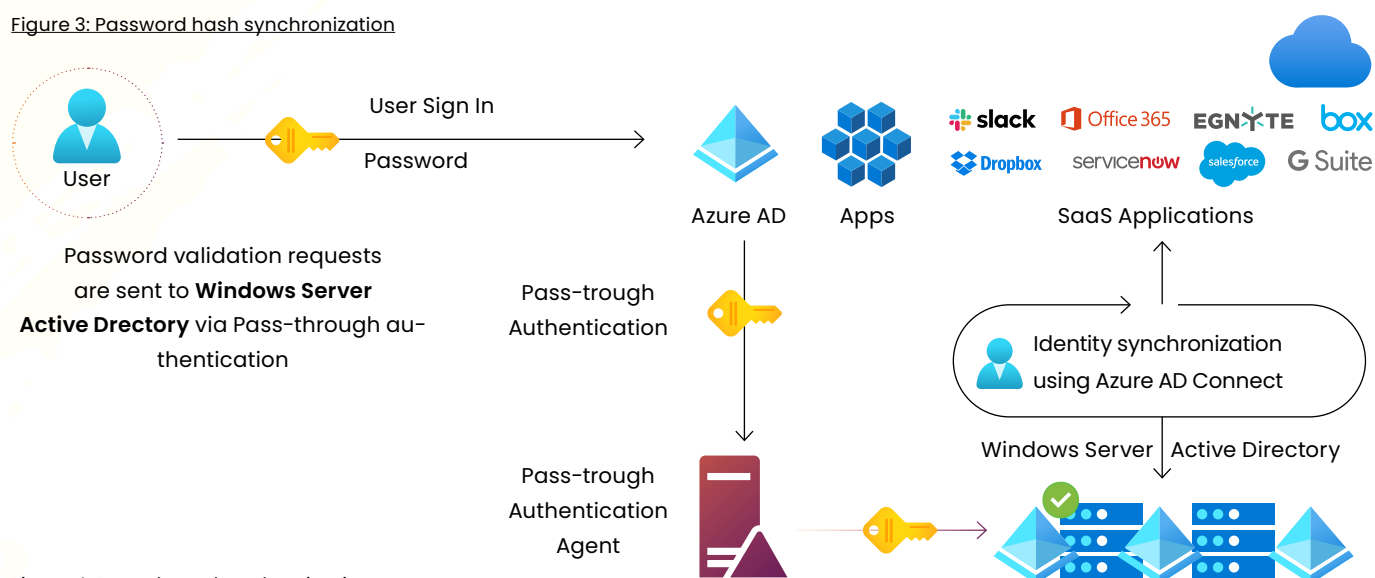 Figure 3: Password hash synchronization
User Sign In
Password
User
slack
Office 365
EGNYTE
box
Dropbox
servicenow
salesforce
G Suite
Azure AD
Apps
SaaS Applications
Password validation requests
are sent to Windows Server
Active Drectory via Pass-through au-
thentication
Pass-trough
Authentication
Identity synchronization
using Azure AD Connect
Windows Server
Active Directory
Pass-trough
Authentication
Agent